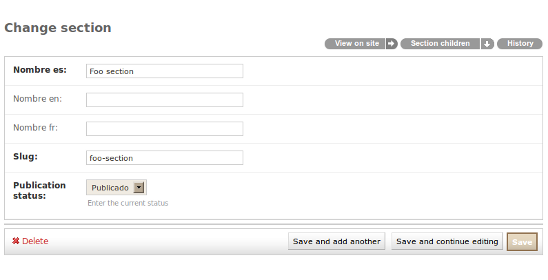 Change section
View on site
Section children
History
Nombre es: Foo section
Nombre en:
Nombre fr:
Slug: foo-section
Publication status: Publicado
Enter the current status
Delete
Save and add another
Save and continue editing
Save